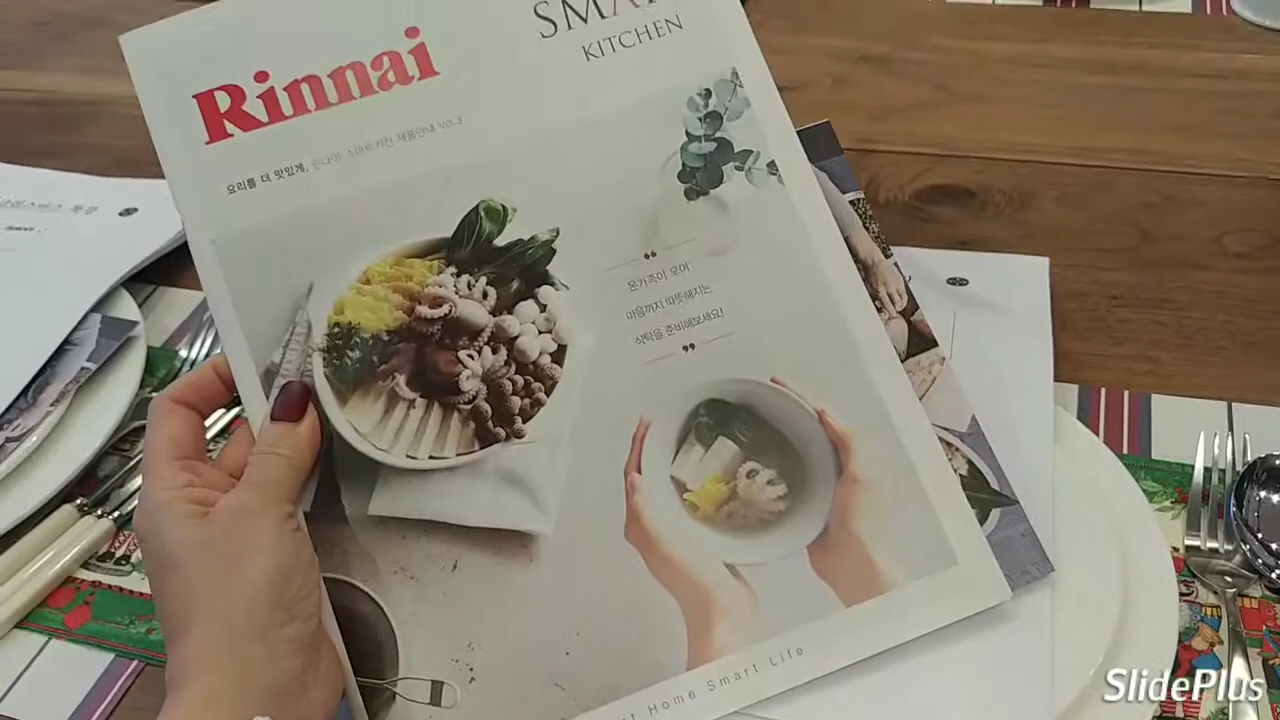 Rinnai
KITCHEN
요리를 더 맛있게, 린나이 스마트키친 제품안내 Vol.3
❝
온가족이 모여
마음까지 따뜻해지는
식탁을 준비해보세요!
❞
Home Smart Life
SlidePlus